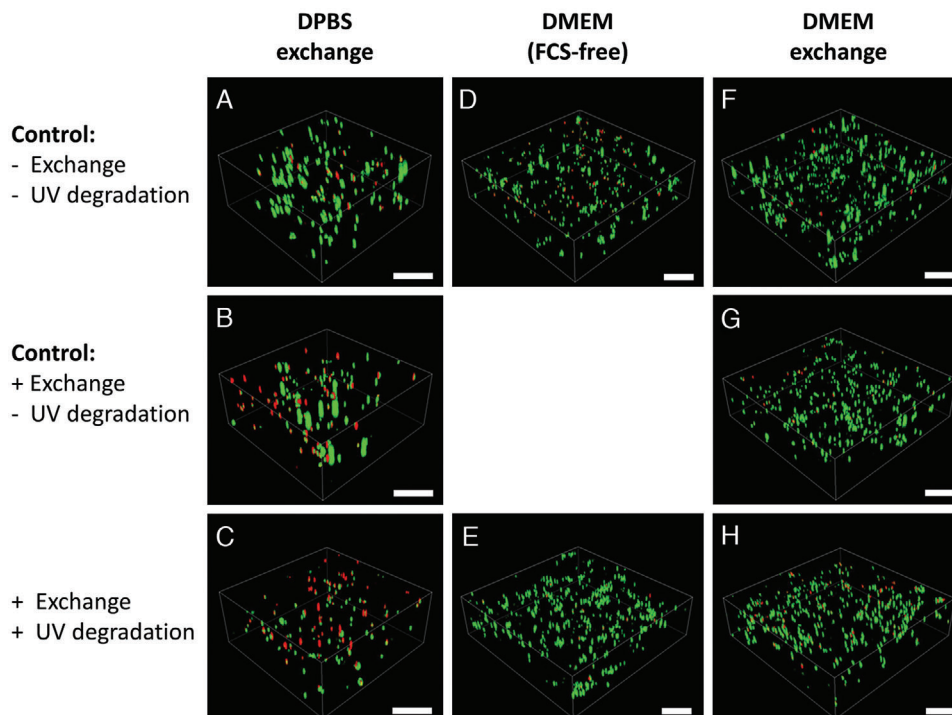 DPBS
exchange
DMEM
(FCS-free)
DMEM
exchange
Control:
- Exchange
- UV degradation
A
D
F
Control:
+ Exchange
- UV degradation
B
G
+ Exchange
+ UV degradation
C
E
H